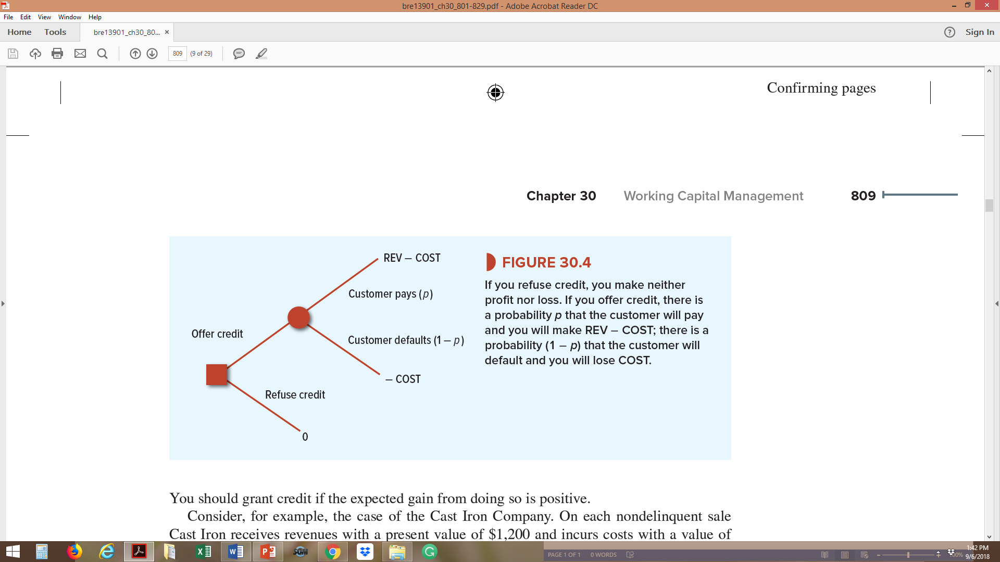 bre13901_ch30_801-829.pdf - Adobe Acrobat Reader DC
File Edit View Window Help
Home Tools bre13901_ch30_80... × Sign In
809 (9 of 29)
Confirming pages
Chapter 30 Working Capital Management 809
REV – COST
Customer pays (p)
Offer credit
Customer defaults (1 – p)
– COST
Refuse credit
0
FIGURE 30.4
If you refuse credit, you make neither
profit nor loss. If you offer credit, there is
a probability p that the customer will pay
and you will make REV – COST; there is a
probability (1 – p) that the customer will
default and you will lose COST.
You should grant credit if the expected gain from doing so is positive.
Consider, for example, the case of the Cast Iron Company. On each nondelinquent sale
Cast Iron receives revenues with a present value of $1,200 and incurs costs with a value of
PAGE 1 OF 1 0 WORDS
1:42 PM
9/6/2018